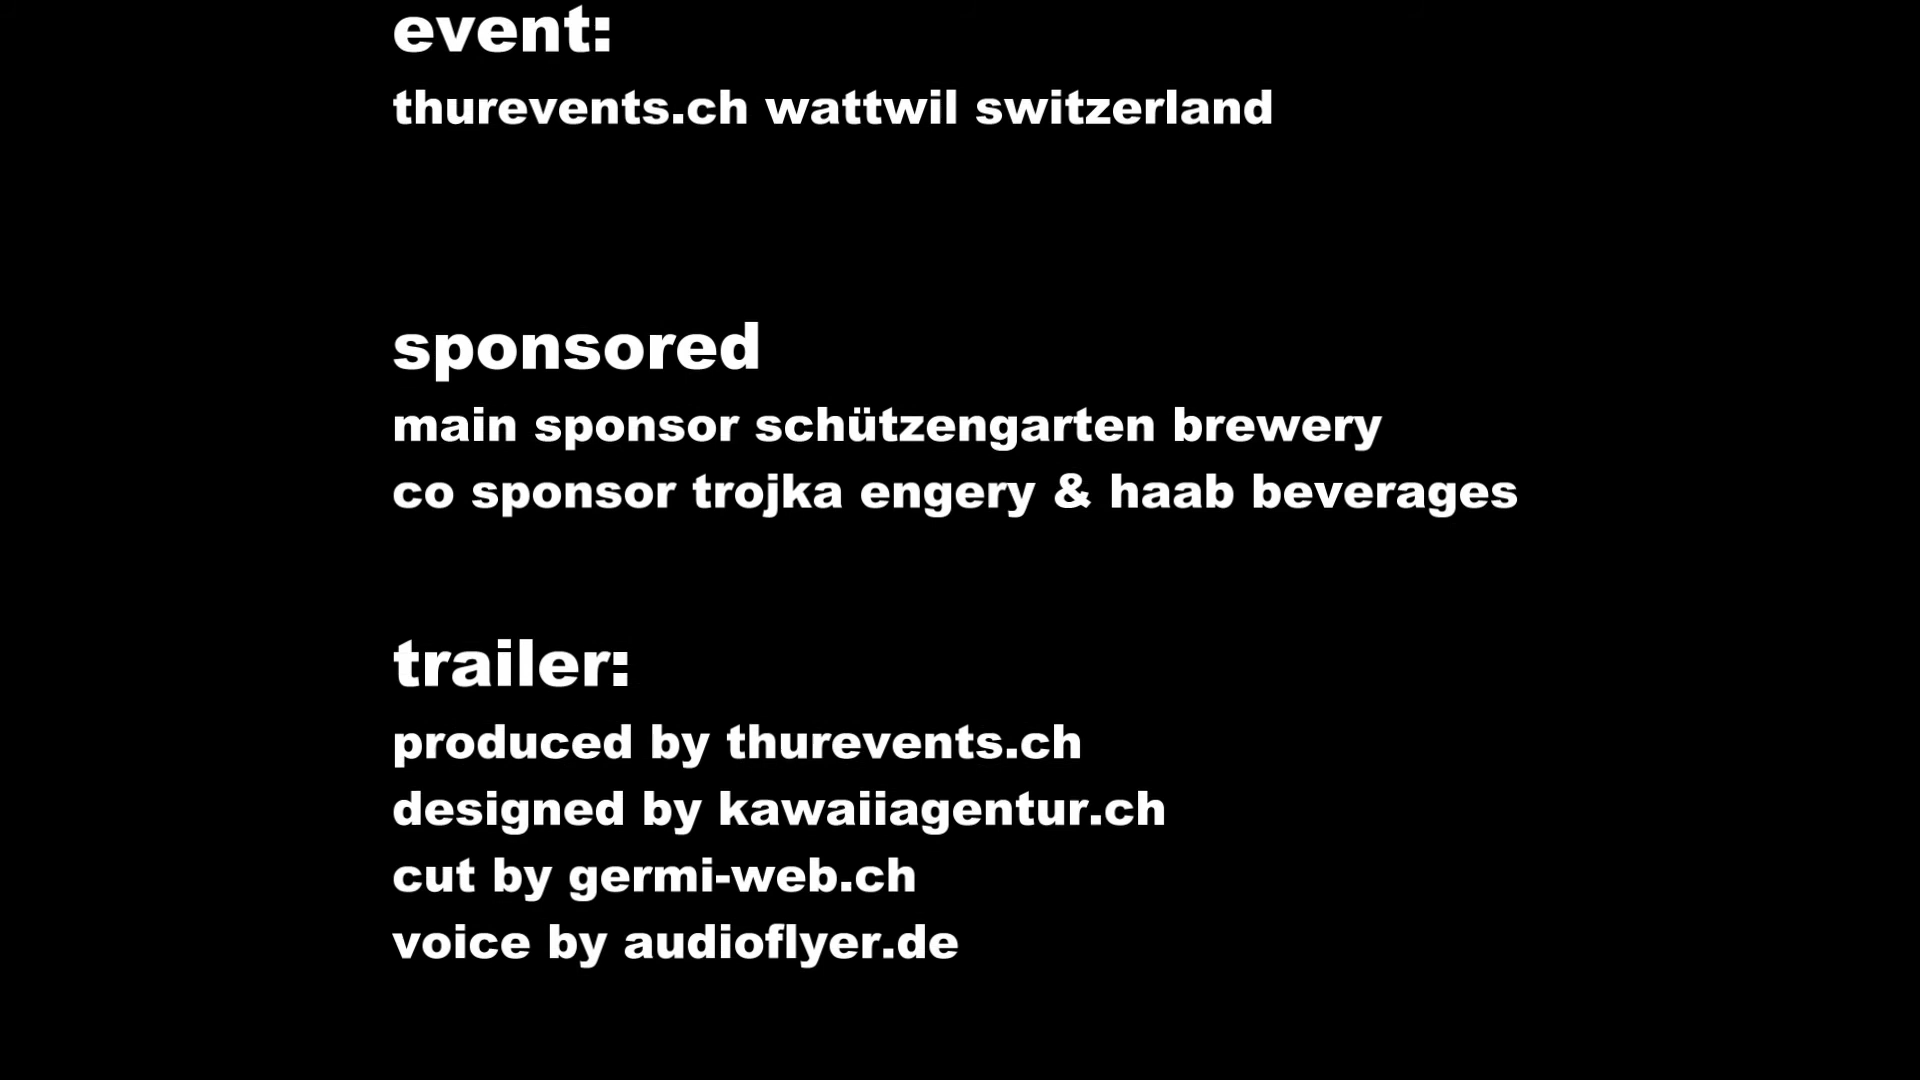 event:
thurevents.ch wattwil switzerland
sponsored
main sponsor schützengarten brewery
co sponsor trojka engery & haab beverages
trailer:
produced by thurevents.ch
designed by kawaiiagentur.ch
cut by germi-web.ch
voice by audioflyer.de